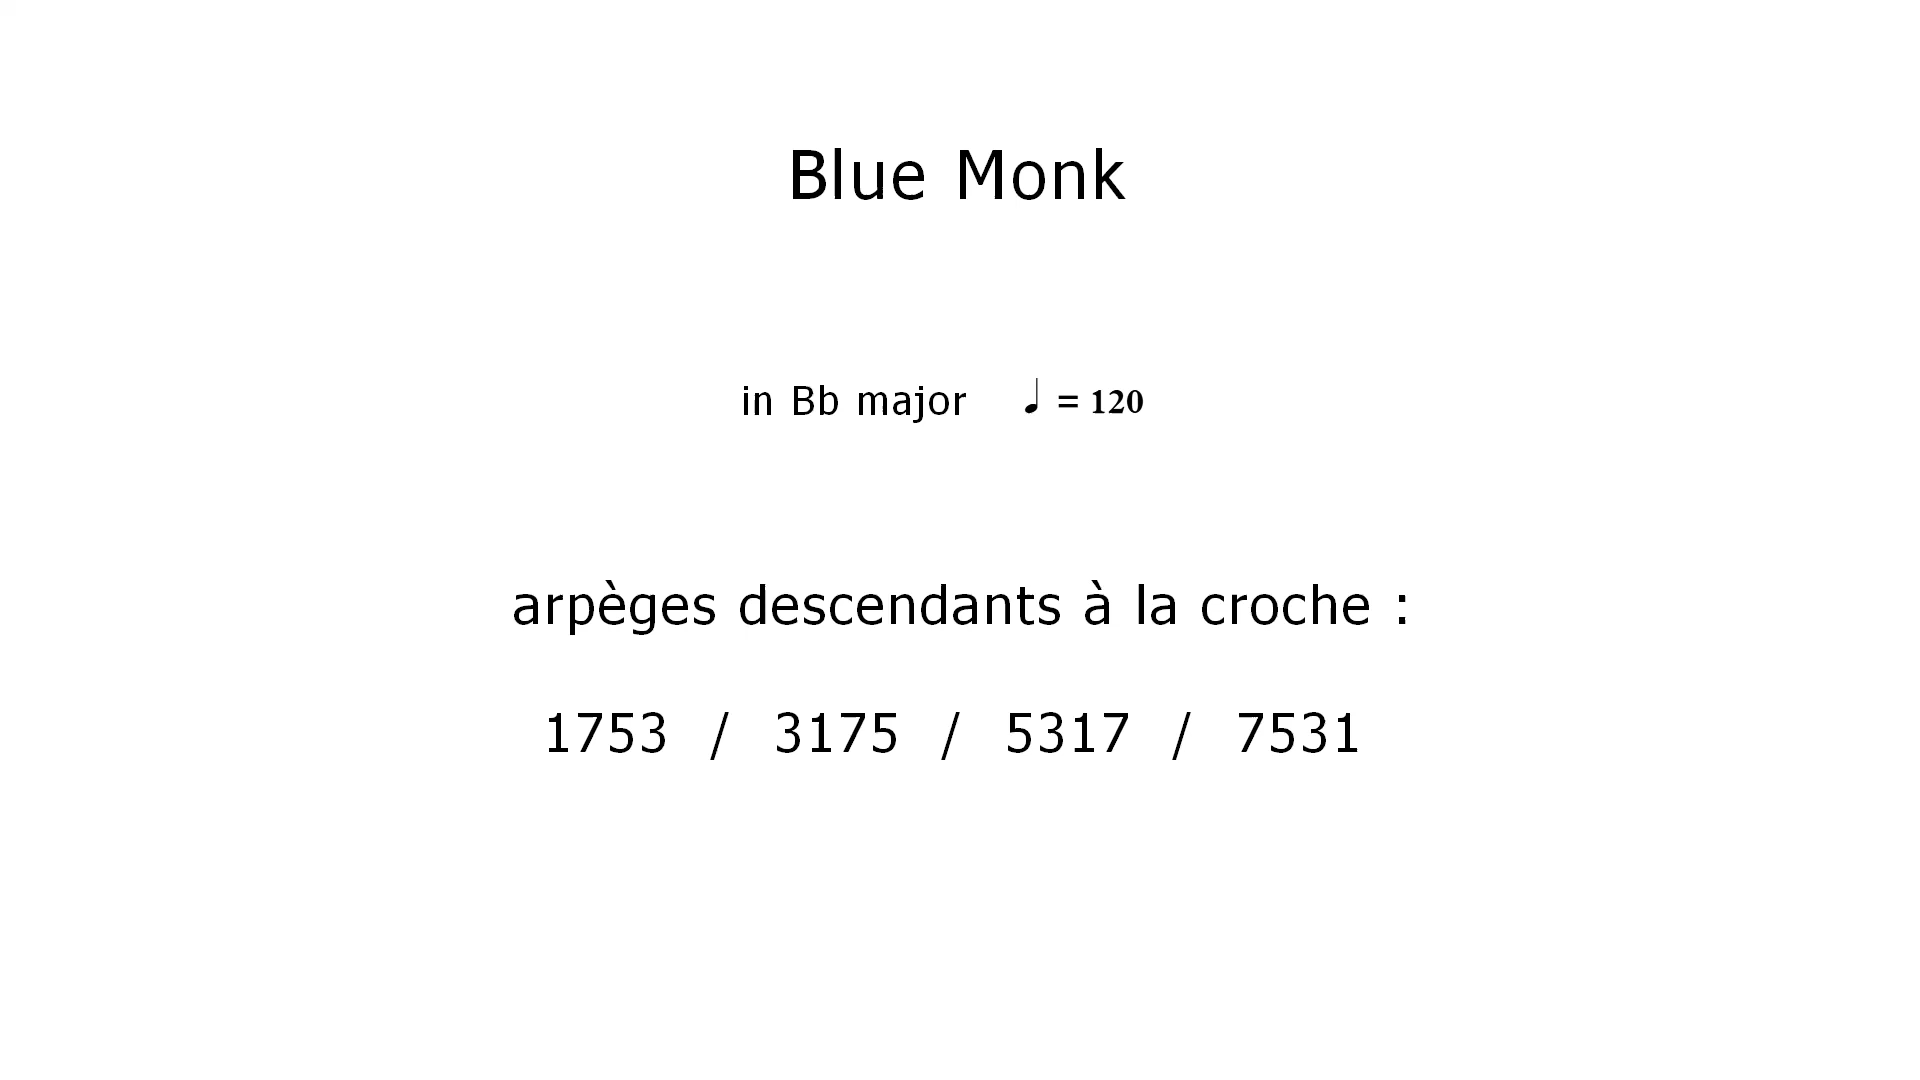 Blue Monk
in Bb major ♩ = 120
arpèges descendants à la croche :
1753 / 3175 / 5317 / 7531